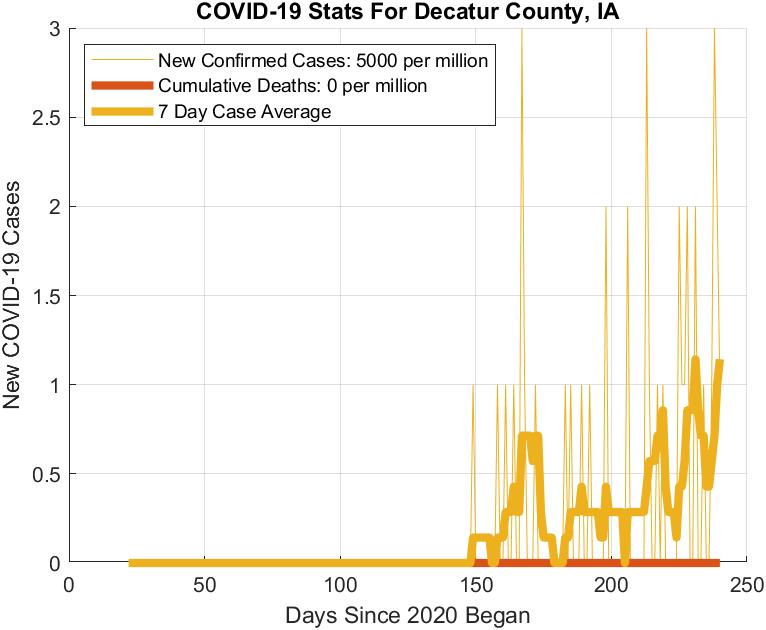 COVID-19 Stats For Decatur County, IA
New Confirmed Cases: 5000 per million
Cumulative Deaths: 0 per million
7 Day Case Average
New COVID-19 Cases
3
2.5
2
1.5
1
0.5
0
0 50 100 150 200 250
Days Since 2020 Began